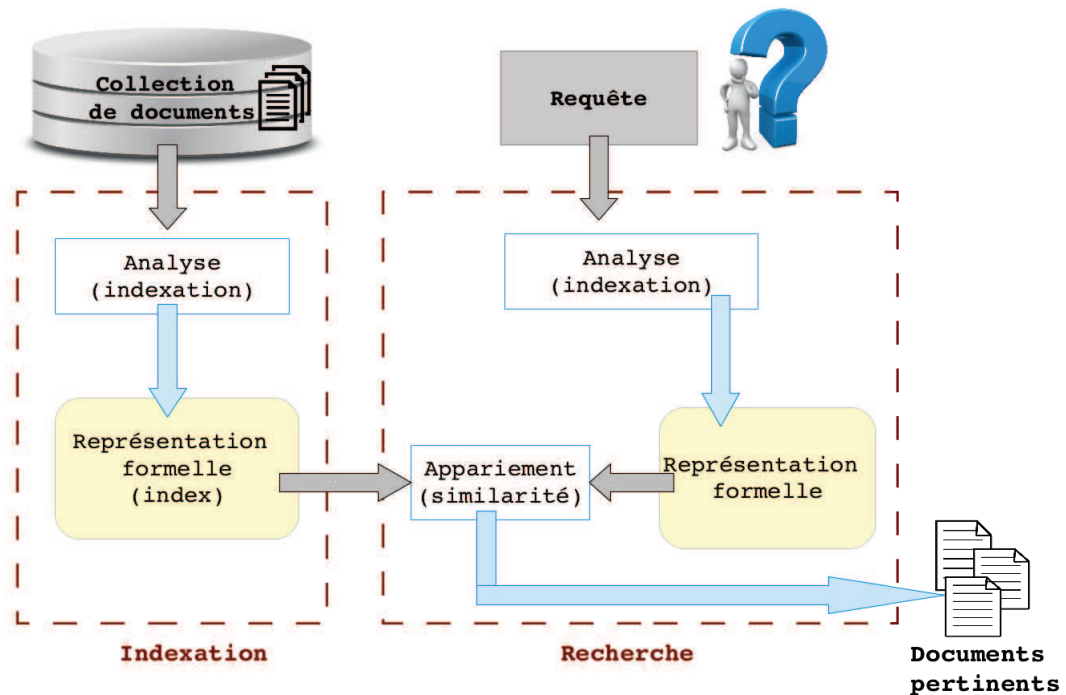 Collection
de documents
Requête
Analyse
(indexation)
Analyse
(indexation)
Représentation
formelle
(index)
Appariement
(similarité)
Représentation
formelle
Indexation
Recherche
Documents
pertinents